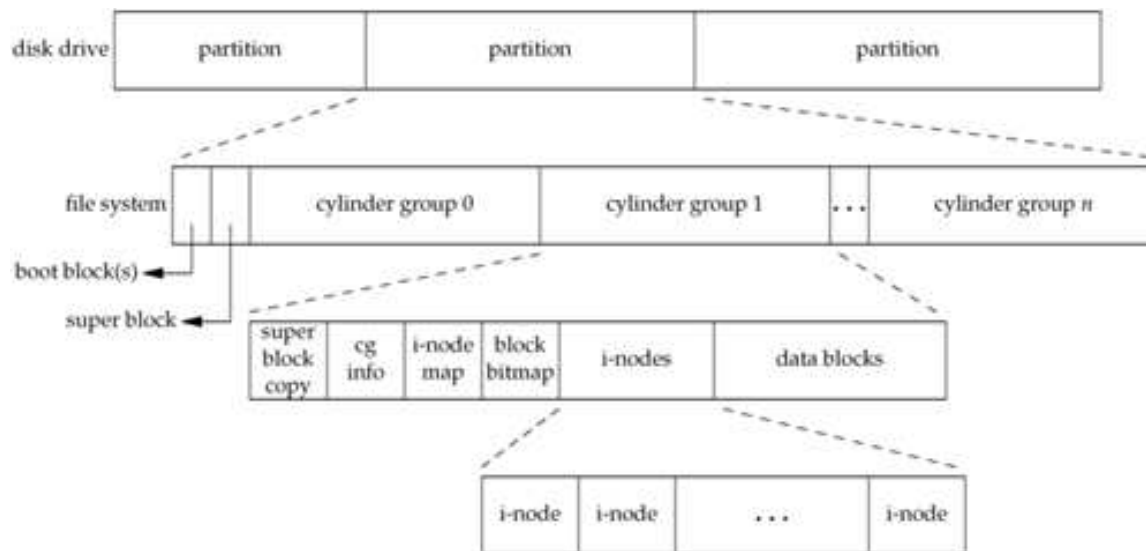 disk drive
partition
partition
partition
file system
cylinder group 0
cylinder group 1
...
cylinder group n
boot block(s)
super block
super
block
copy
cg
info
i-node
map
block
bitmap
i-nodes
data blocks
i-node
i-node
...
i-node